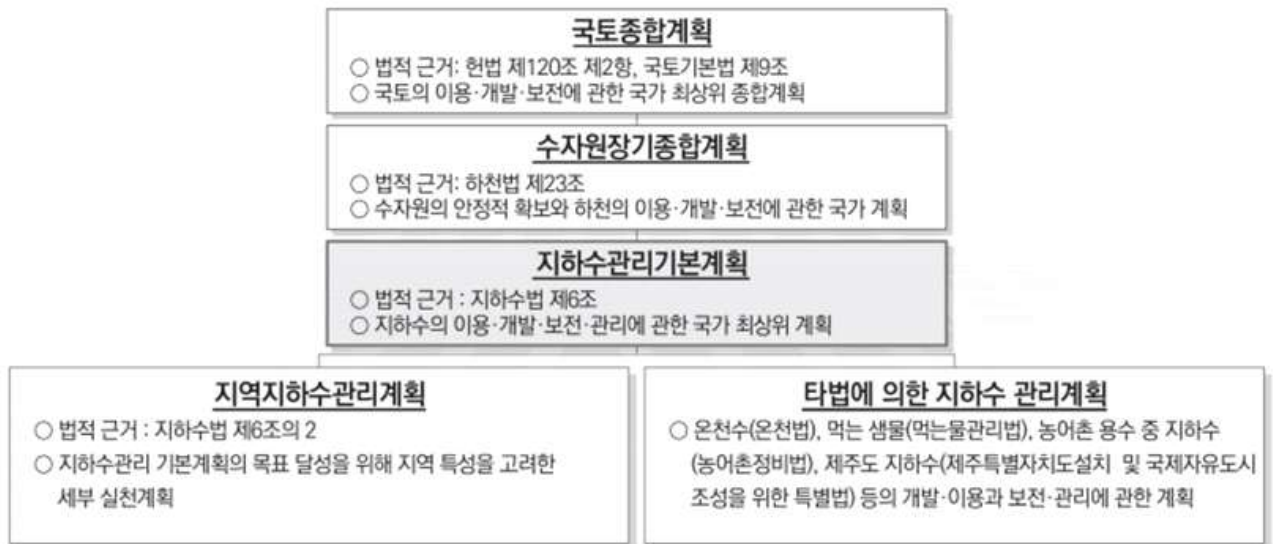 국토종합계획
○ 법적 근거: 헌법 제120조 제2항, 국토기본법 제9조
○ 국토의 이용·개발·보전에 관한 국가 최상위 종합계획
수자원장기종합계획
○ 법적 근거: 하천법 제23조
○ 수자원의 안정적 확보와 하천의 이용·개발·보전에 관한 국가 계획
지하수관리기본계획
○ 법적 근거 : 지하수법 제6조
○ 지하수의 이용·개발·보전·관리에 관한 국가 최상위 계획
지역지하수관리계획
○ 법적 근거 : 지하수법 제6조의 2
○ 지하수관리 기본계획의 목표 달성을 위해 지역 특성을 고려한
세부 실천계획
타법에 의한 지하수 관리계획
○ 온천수(온천법), 먹는 샘물(먹는물관리법), 농어촌 용수 중 지하수
(농어촌정비법), 제주도 지하수(제주특별자치도설치 및 국제자유도시
조성을 위한 특별법) 등의 개발·이용과 보전·관리에 관한 계획